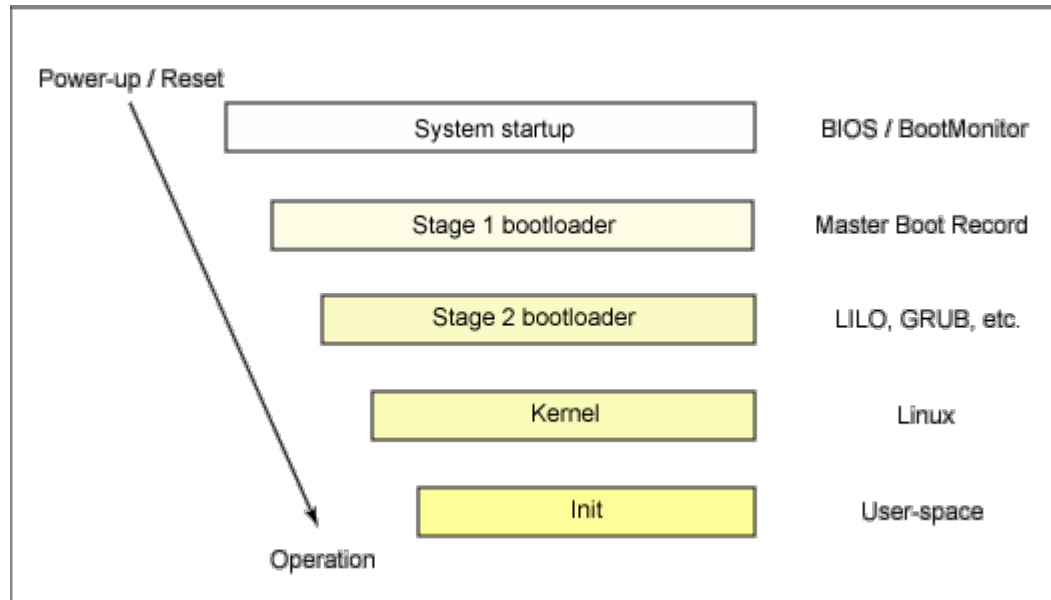 Power-up / Reset
System startup
BIOS / BootMonitor
Stage 1 bootloader
Master Boot Record
Stage 2 bootloader
LILO, GRUB, etc.
Kernel
Linux
Init
User-space
Operation